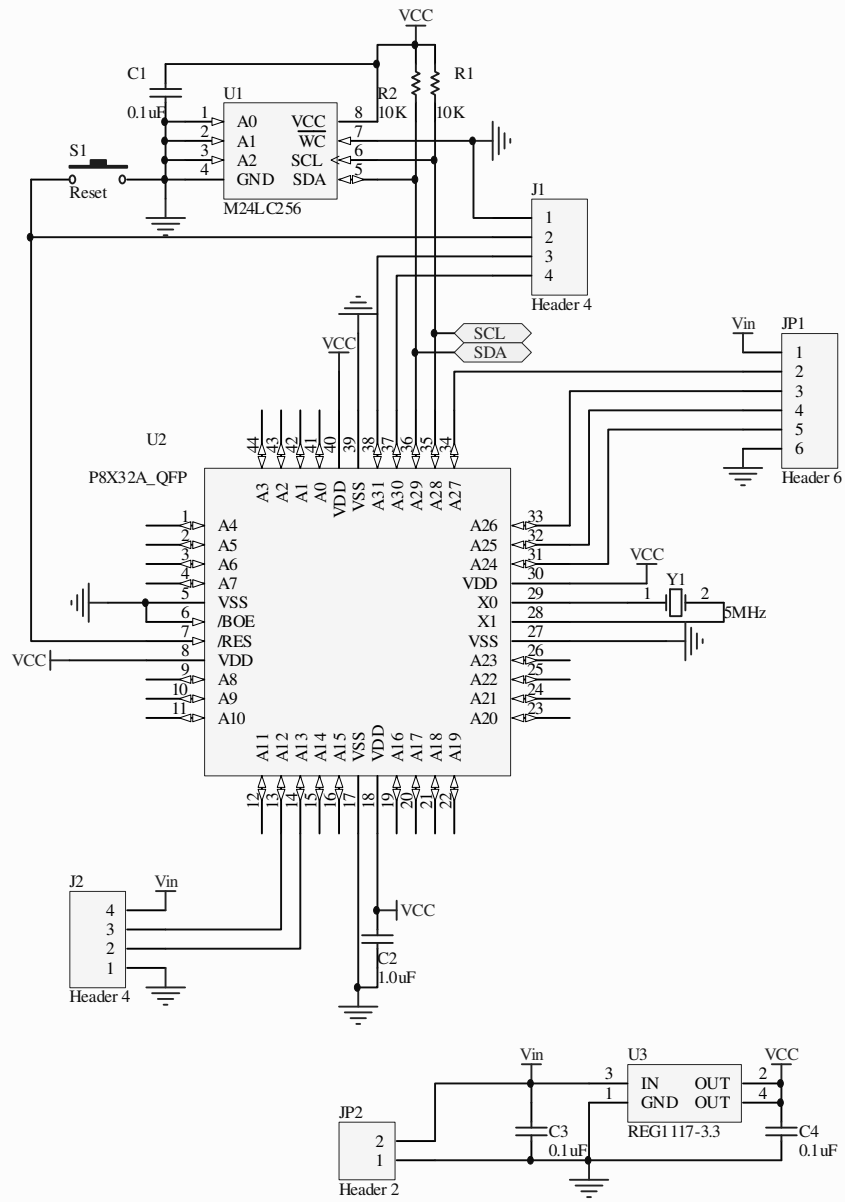 VCC
C1
0.1uF
U1
R2
10K
R1
10K
1 A0 VCC 8
2 A1 WC 7
3 A2 SCL 6
4 GND SDA 5
M24LC256
S1
Reset
J1
1
2
3
4
Header 4
SCL
SDA
VCC
Vin
JP1
1
2
3
4
5
6
Header 6
U2
P8X32A_QFP
44 43 42 41 40 39 38 37 36 35 34
A3 A2 A1 A0 VDD VSS A31 A30 A29 A28 A27
1 A4 A26 33
2 A5 A25 32
3 A6 A24 31
4 A7 VDD 30
5 VSS X0 29
6 /BOE X1 28
7 /RES VSS 27
8 VDD A23 26
9 A8 A22 25
10 A9 A21 24
11 A10 A20 23
VCC
VCC
Y1
1 2
5MHz
A11 A12 A13 A14 A15 VSS VDD A16 A17 A18 A19
12 13 14 15 16 17 18 19 20 21 22
J2
Vin
4
3
2
1
Header 4
VCC
C2
1.0uF
Vin
U3
VCC
3 IN OUT 2
1 GND OUT 4
REG1117-3.3
JP2
2
1
Header 2
C3
0.1uF
C4
0.1uF